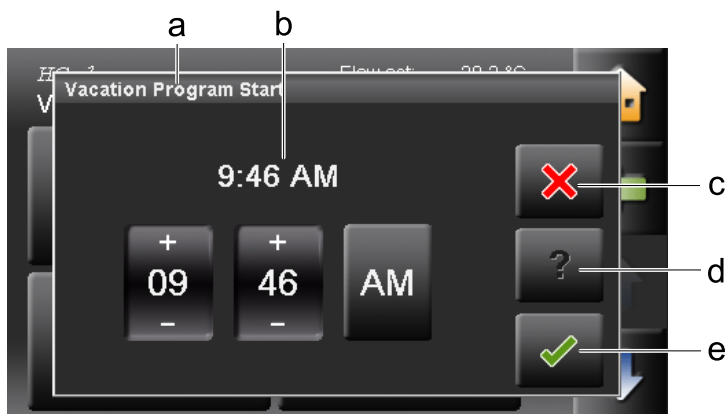 a b
Vacation Program Start
9:46 AM
+ +
09 46 AM
– –
?
c
d
e